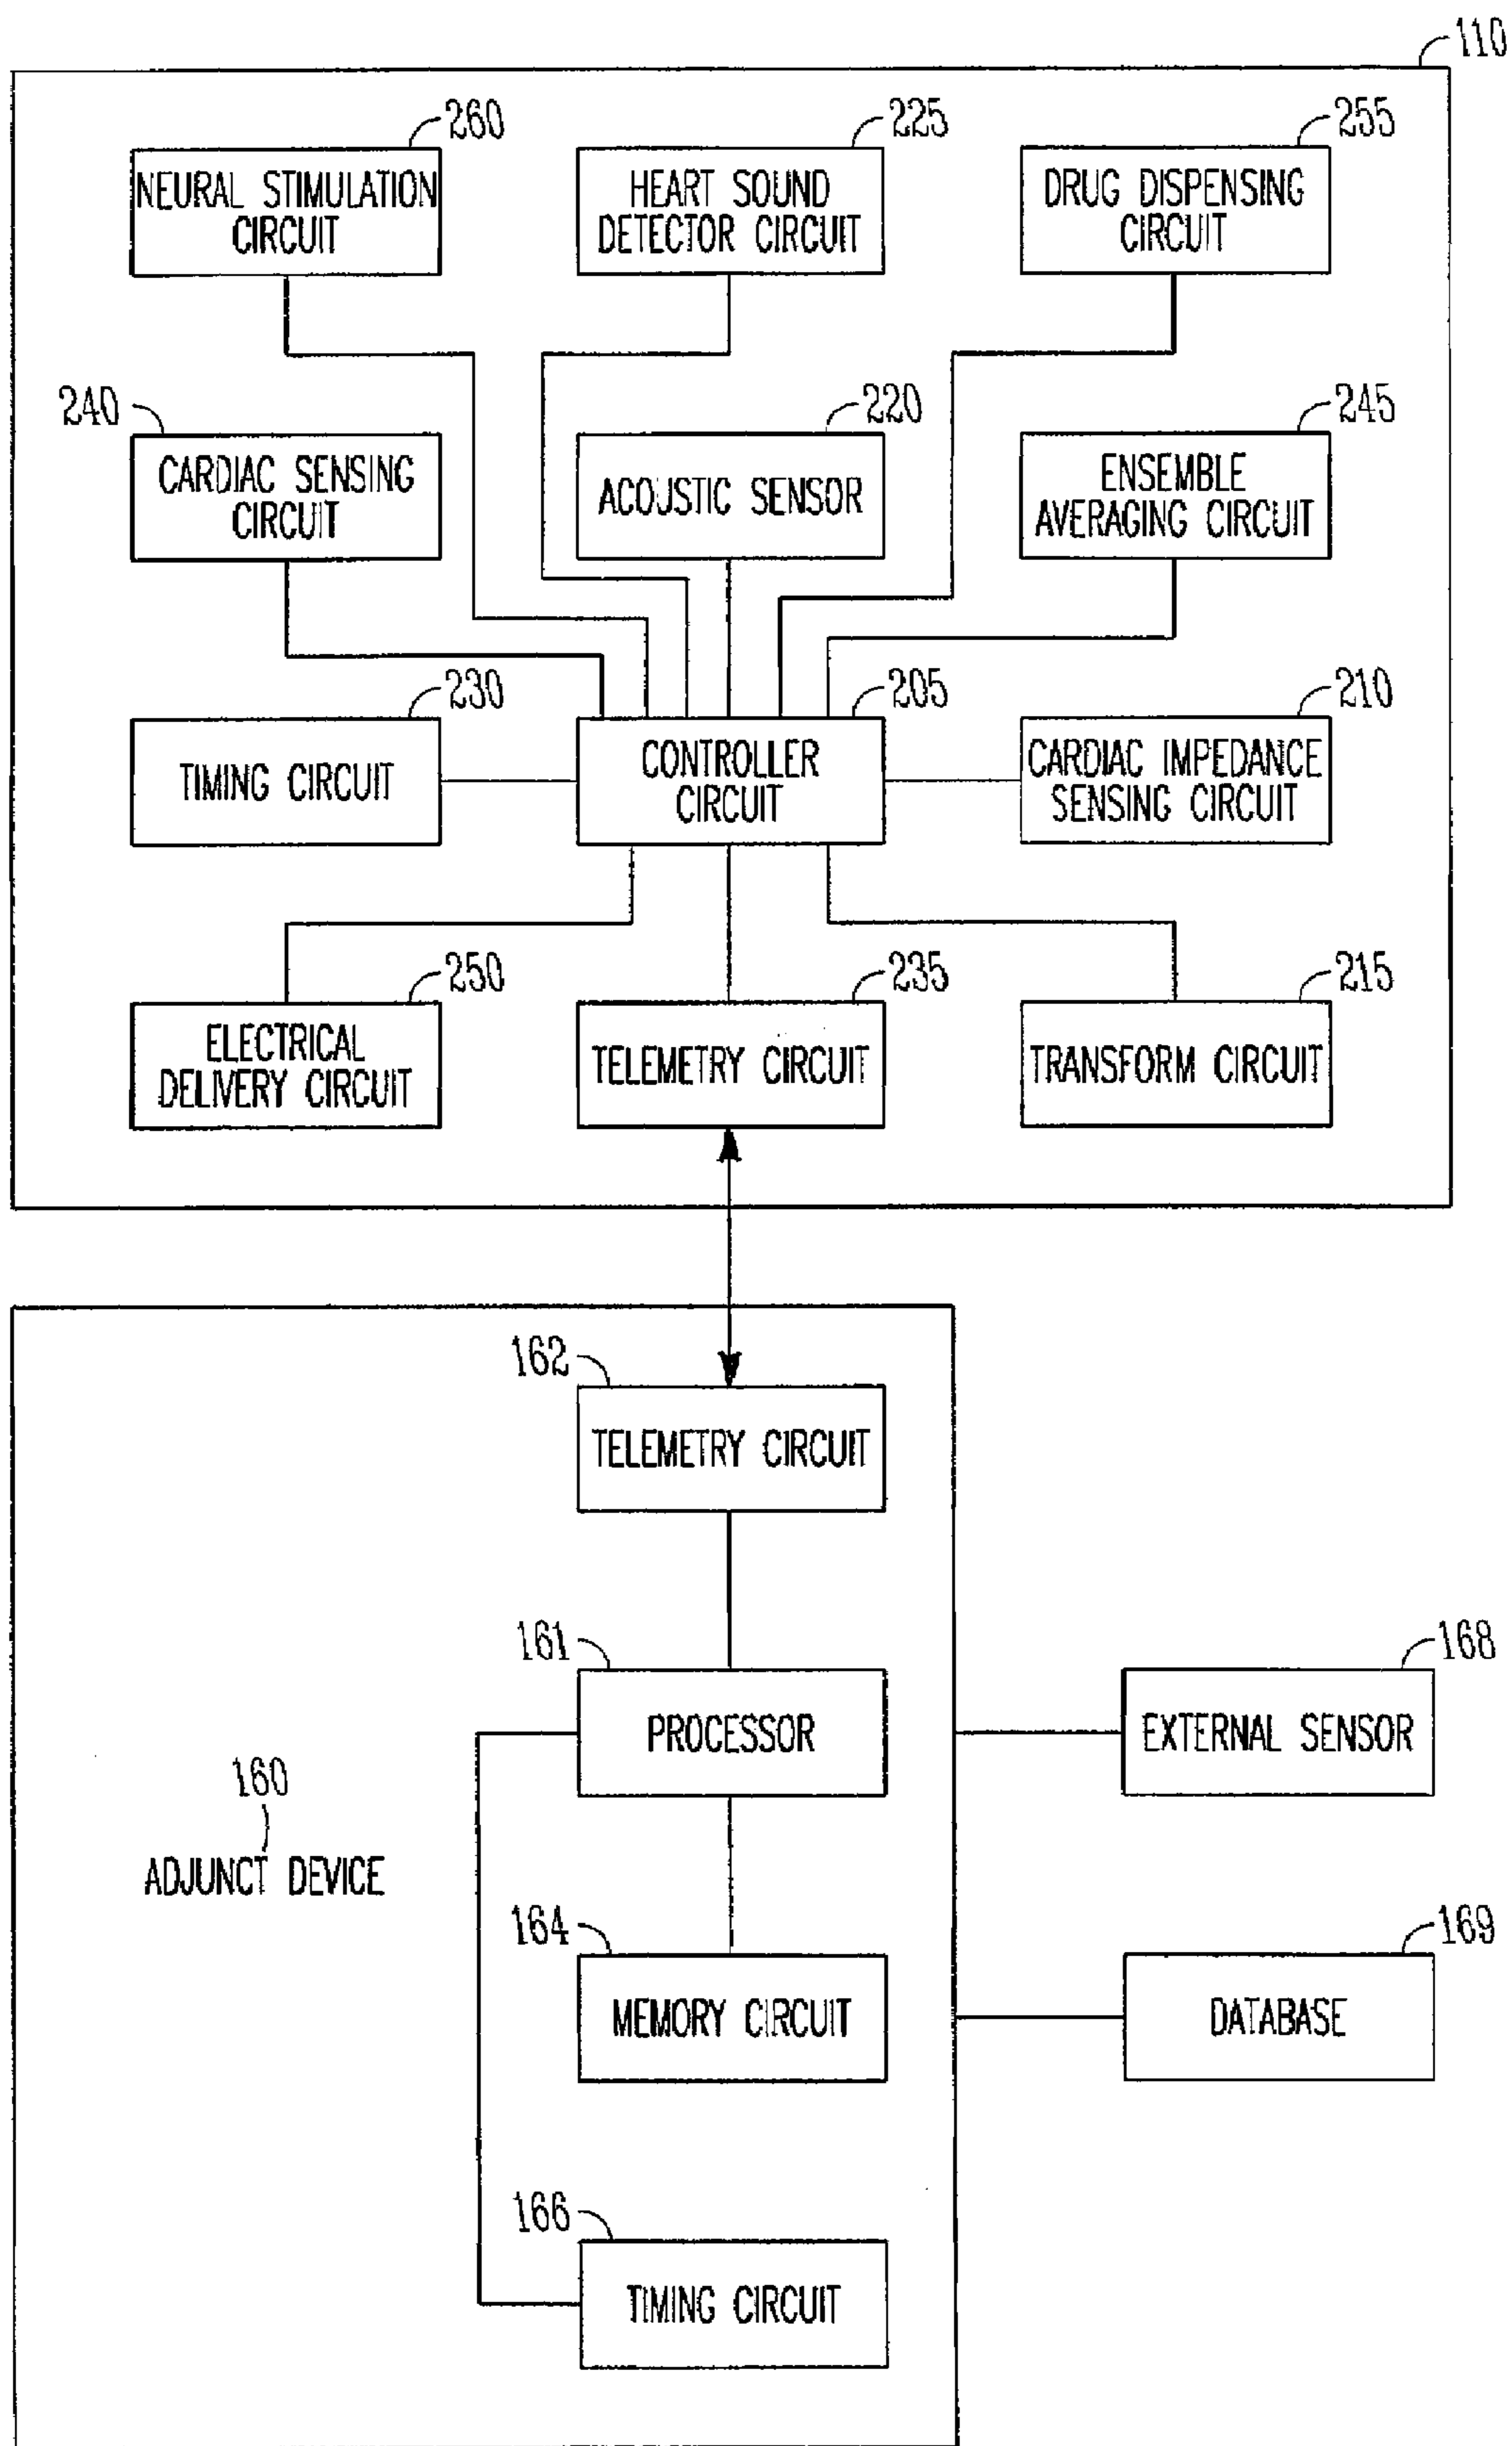 110
260
225
255
NEURAL STIMULATION
CIRCUIT
HEART SOUND
DETECTOR CIRCUIT
DRUG DISPENSING
CIRCUIT
240
220
245
CARDIAC SENSING
CIRCUIT
ACOUSTIC SENSOR
ENSEMBLE
AVERAGING CIRCUIT
230
205
210
TIMING CIRCUIT
CONTROLLER
CIRCUIT
CARDIAC IMPEDANCE
SENSING CIRCUIT
250
235
215
ELECTRICAL
DELIVERY CIRCUIT
TELEMETRY CIRCUIT
TRANSFORM CIRCUIT
162
TELEMETRY CIRCUIT
161
168
PROCESSOR
EXTERNAL SENSOR
160
ADJUNCT DEVICE
164
169
MEMORY CIRCUIT
DATABASE
166
TIMING CIRCUIT